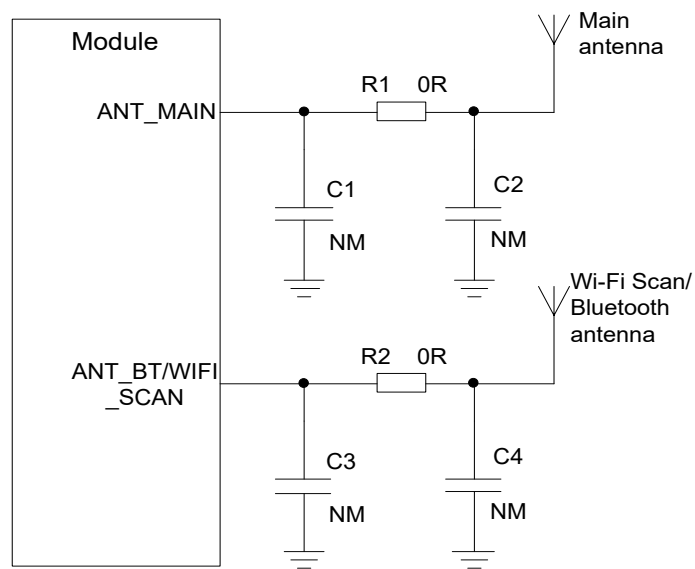 Module
Main
antenna
R1 0R
ANT_MAIN
C1
C2
NM
NM
Wi-Fi Scan/
Bluetooth
antenna
R2 0R
ANT_BT/WIFI
_SCAN
C3
C4
NM
NM